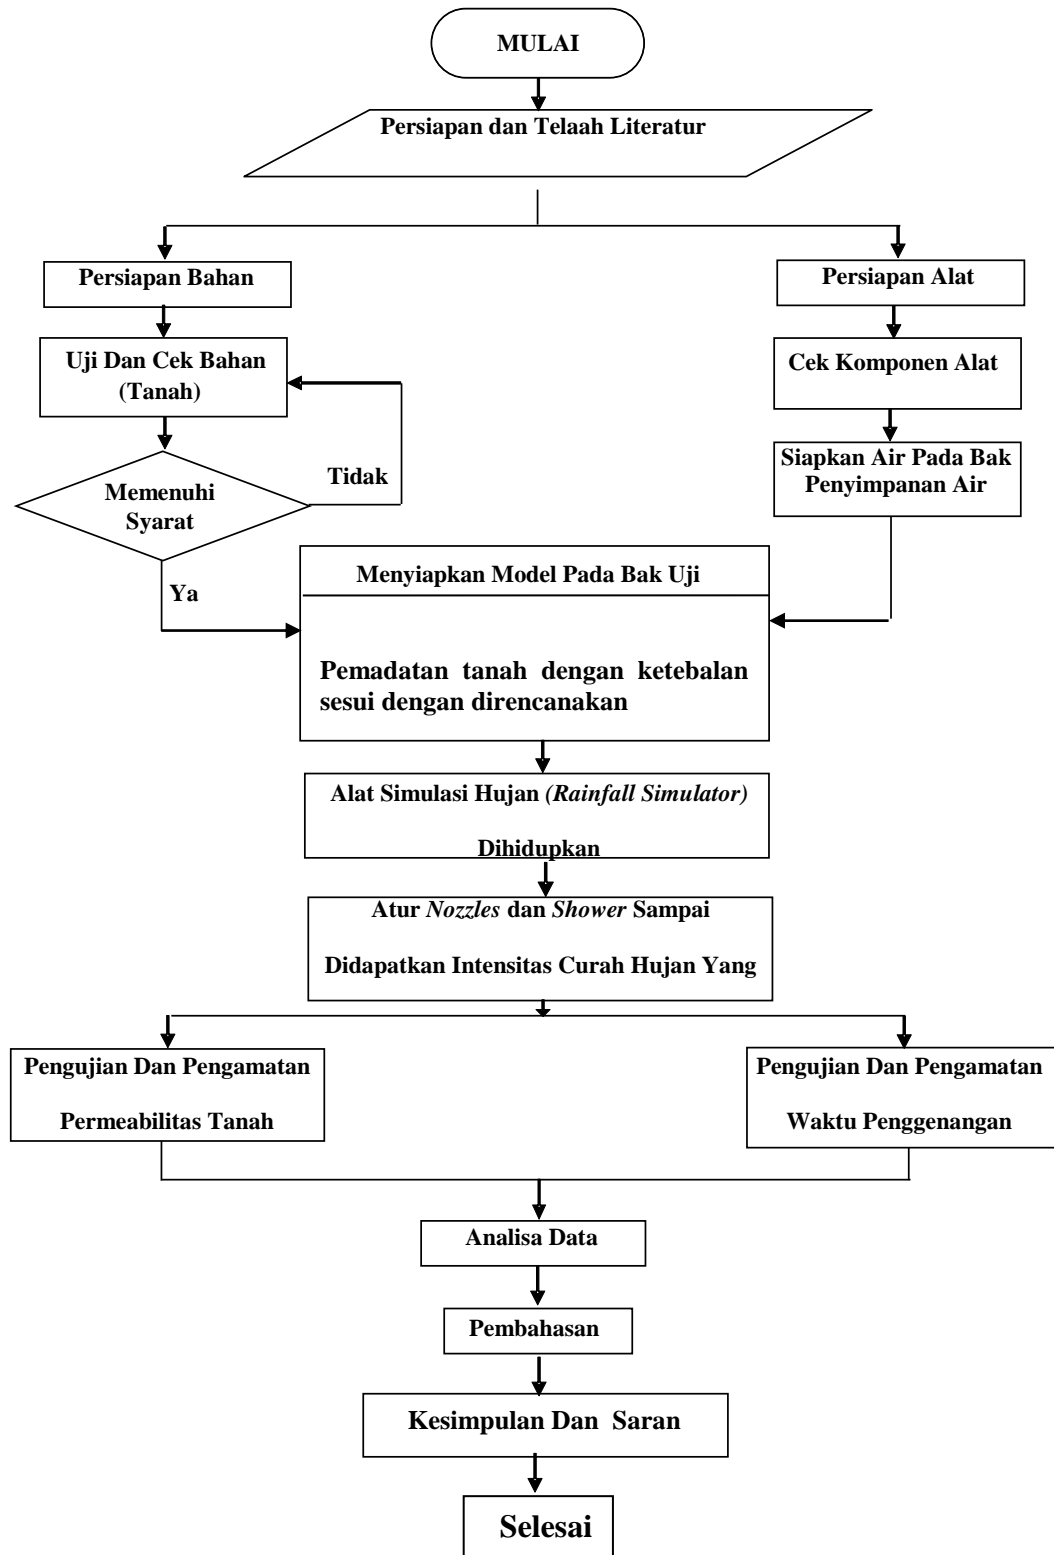 MULAI
Persiapan dan Telaah Literatur
Persiapan Bahan
Persiapan Alat
Uji Dan Cek Bahan
(Tanah)
Cek Komponen Alat
Siapkan Air Pada Bak
Penyimpanan Air
Tidak
Memenuhi
Syarat
Ya
Menyiapkan Model Pada Bak Uji
Pemadatan tanah dengan ketebalan
sesui dengan direncanakan
Alat Simulasi Hujan (Rainfall Simulator)
Dihidupkan
Atur Nozzles dan Shower Sampai
Didapatkan Intensitas Curah Hujan Yang
Pengujian Dan Pengamatan
Permeabilitas Tanah
Pengujian Dan Pengamatan
Waktu Penggenangan
Analisa Data
Pembahasan
Kesimpulan Dan Saran
Selesai